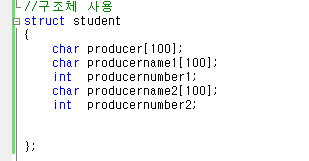 //구조체 사용
struct student
{
char producer[100];
char producername1[100];
int producernumber1;
char producername2[100];
int producernumber2;
};